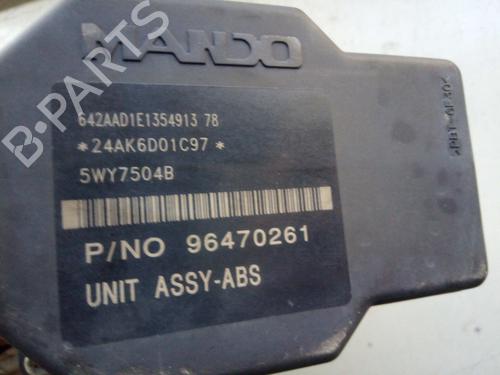 MANDO
642AAD1E1354913 78
*24AK6D01C97*
5WY7504B
P/NO 96470261
UNIT ASSY-ABS
B-PARTS